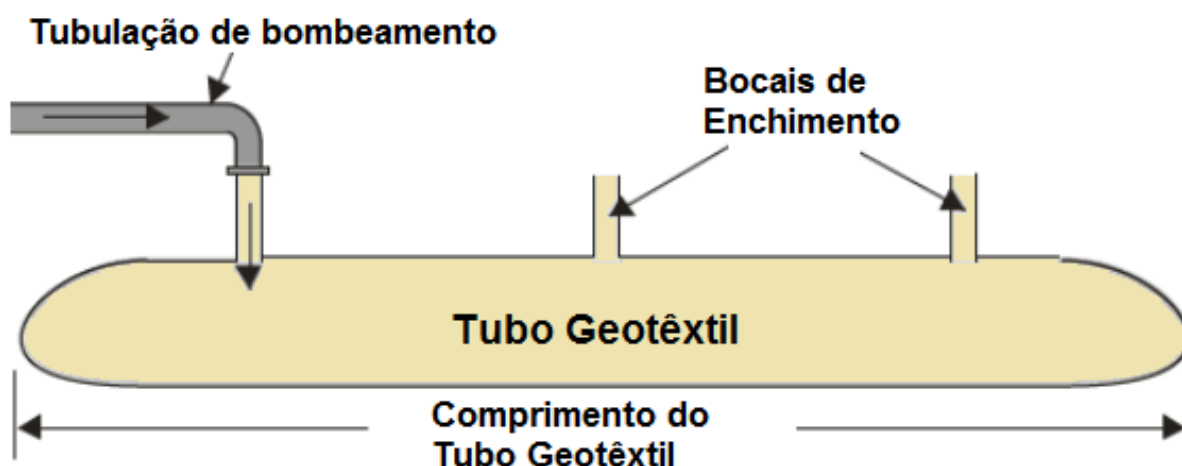 Tubulação de bombeamento
Bocais de
Enchimento
Tubo Geotêxtil
Comprimento do
Tubo Geotêxtil